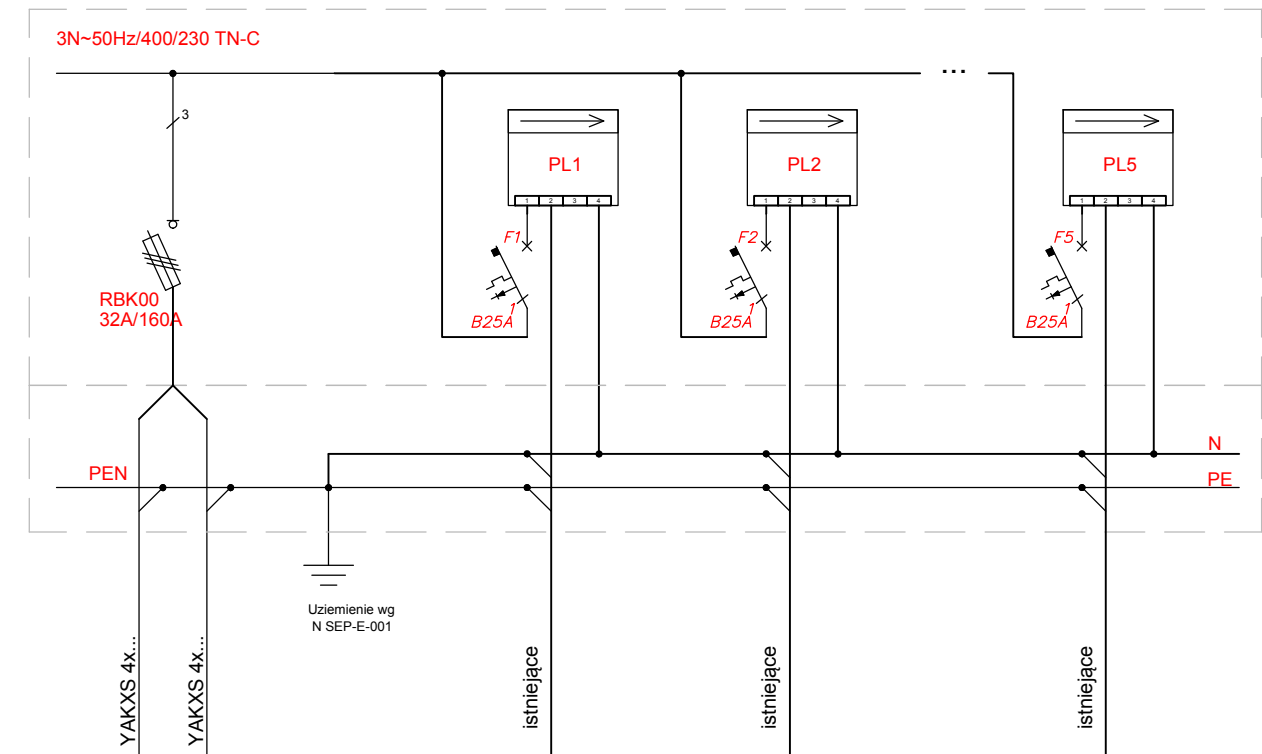 3N~50Hz/400/230 TN-C
...
3
PL1
PL2
PL5
1 2 3 4
1 2 3 4
1 2 3 4
F1
F2
F5
RBK00
32A/160A
1
B25A
1
B25A
1
B25A
N
PEN
PE
Uziemienie wg
N SEP-E-001
YAKXS 4x...
YAKXS 4x...
istniejące
istniejące
istniejące